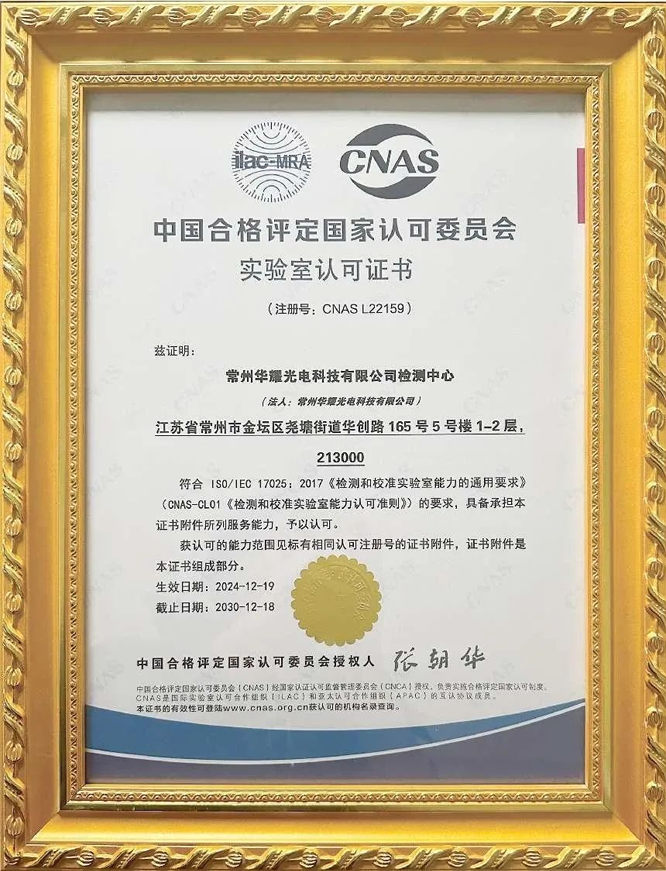 ilac-MRA
CNAS
中国合格评定国家认可委员会
实验室认可证书
（注册号：CNAS L22159）
兹证明：
常州华耀光电科技有限公司检测中心
（法人：常州华耀光电科技有限公司）
江苏省常州市金坛区尧塘街道华创路 165 号 5 号楼 1-2 层，
213000
符合 ISO/IEC 17025：2017《检测和校准实验室能力的通用要求》
（CNAS-CL01《检测和校准实验室能力认可准则》）的要求，具备承担本
证书附件所列服务能力，予以认可。
获认可的能力范围见标有相同认可注册号的证书附件，证书附件是
本证书组成部分。
生效日期：2024-12-19
截止日期：2030-12-18
中国合格评定国家认可委员会授权人 张朝华
中国合格评定国家认可委员会（CNAS）经国家认证认可监督管理委员会（CNCA）授权，负责实施合格评定国家认可制度。
CNAS是国际实验室认可合作组织（ILAC）和亚太认可合作组织（APAC）的互认协议成员。
本证书的有效性可登陆www.cnas.org.cn获认可的机构名录查询。